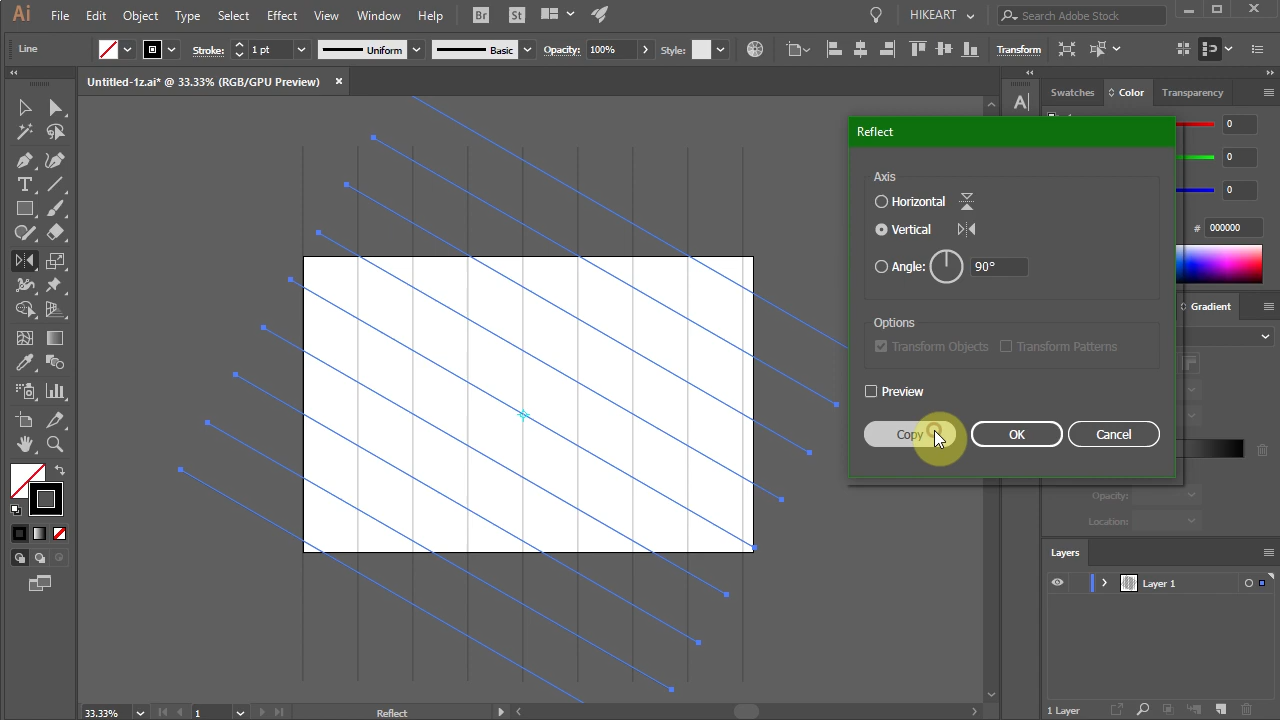 Ai File Edit Object Type Select Effect View Window Help Br St HIKEART Search Adobe Stock
Line Stroke: 1 pt Uniform Basic Opacity: 100% Style: Transform
Untitled-1z.ai* @ 33.33% (RGB/GPU Preview) ×
Swatches Color Transparency
0
0
0
# 000000
Reflect
Axis
Horizontal
Vertical
Angle: 90°
Options
Transform Objects Transform Patterns
Preview
Copy OK Cancel
Gradient
Opacity:
Location:
Layers
Layer 1
1 Layer
33.33% 1 Reflect